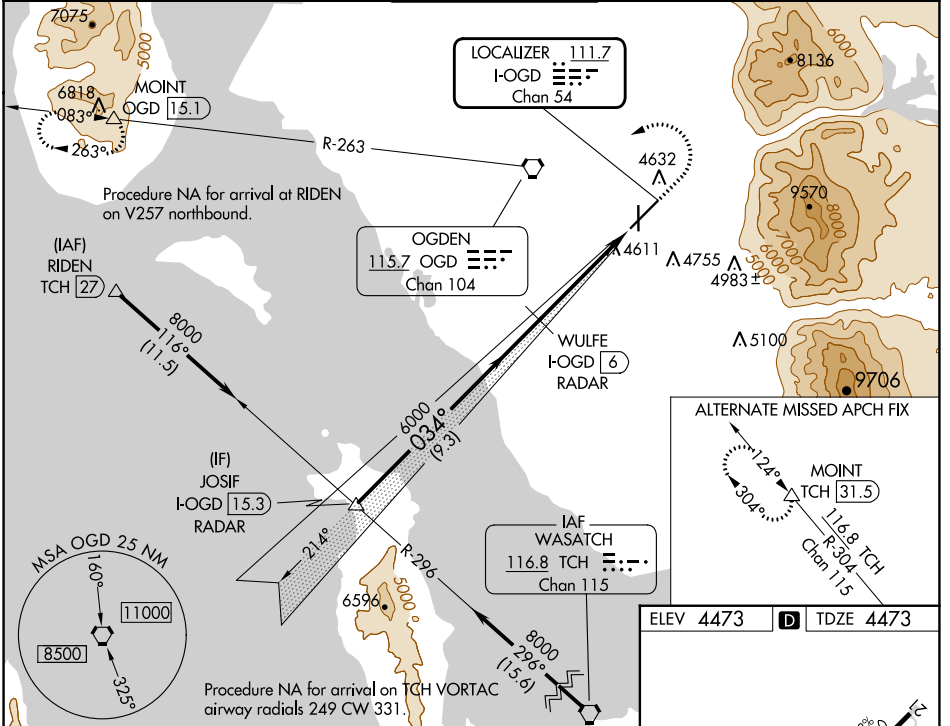 7075
5000
6818
083°
263°
MOINT
OGD 15.1
R-263
LOCALIZER 111.7
I-OGD
Chan 54
6000
8136
4632
9570
8000
6000
5000
Procedure NA for arrival at RIDEN
on V257 northbound.
OGDEN
115.7 OGD
Chan 104
4611
4755
4983±
(IAF)
RIDEN
TCH 27
8000
116°
(11.5)
WULFE
I-OGD 6
RADAR
5100
9706
6000
034°
(9.3)
(IF)
JOSIF
I-OGD 15.3
RADAR
214°
R-296
ALTERNATE MISSED APCH FIX
124°
304°
MOINT
TCH 31.5
116.8 TCH
R-304
Chan 115
IAF
WASATCH
116.8 TCH
Chan 115
MSA OGD 25 NM
160°
11000
8500
325°
5000
6596
8000
296°
(15.6)
Procedure NA for arrival on TCH VORTAC
airway radials 249 CW 331.
ELEV 4473 D TDZE 4473
21